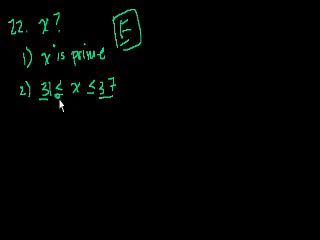 22. x?
E
1) x is prime
2) 31 ≤ x ≤ 37